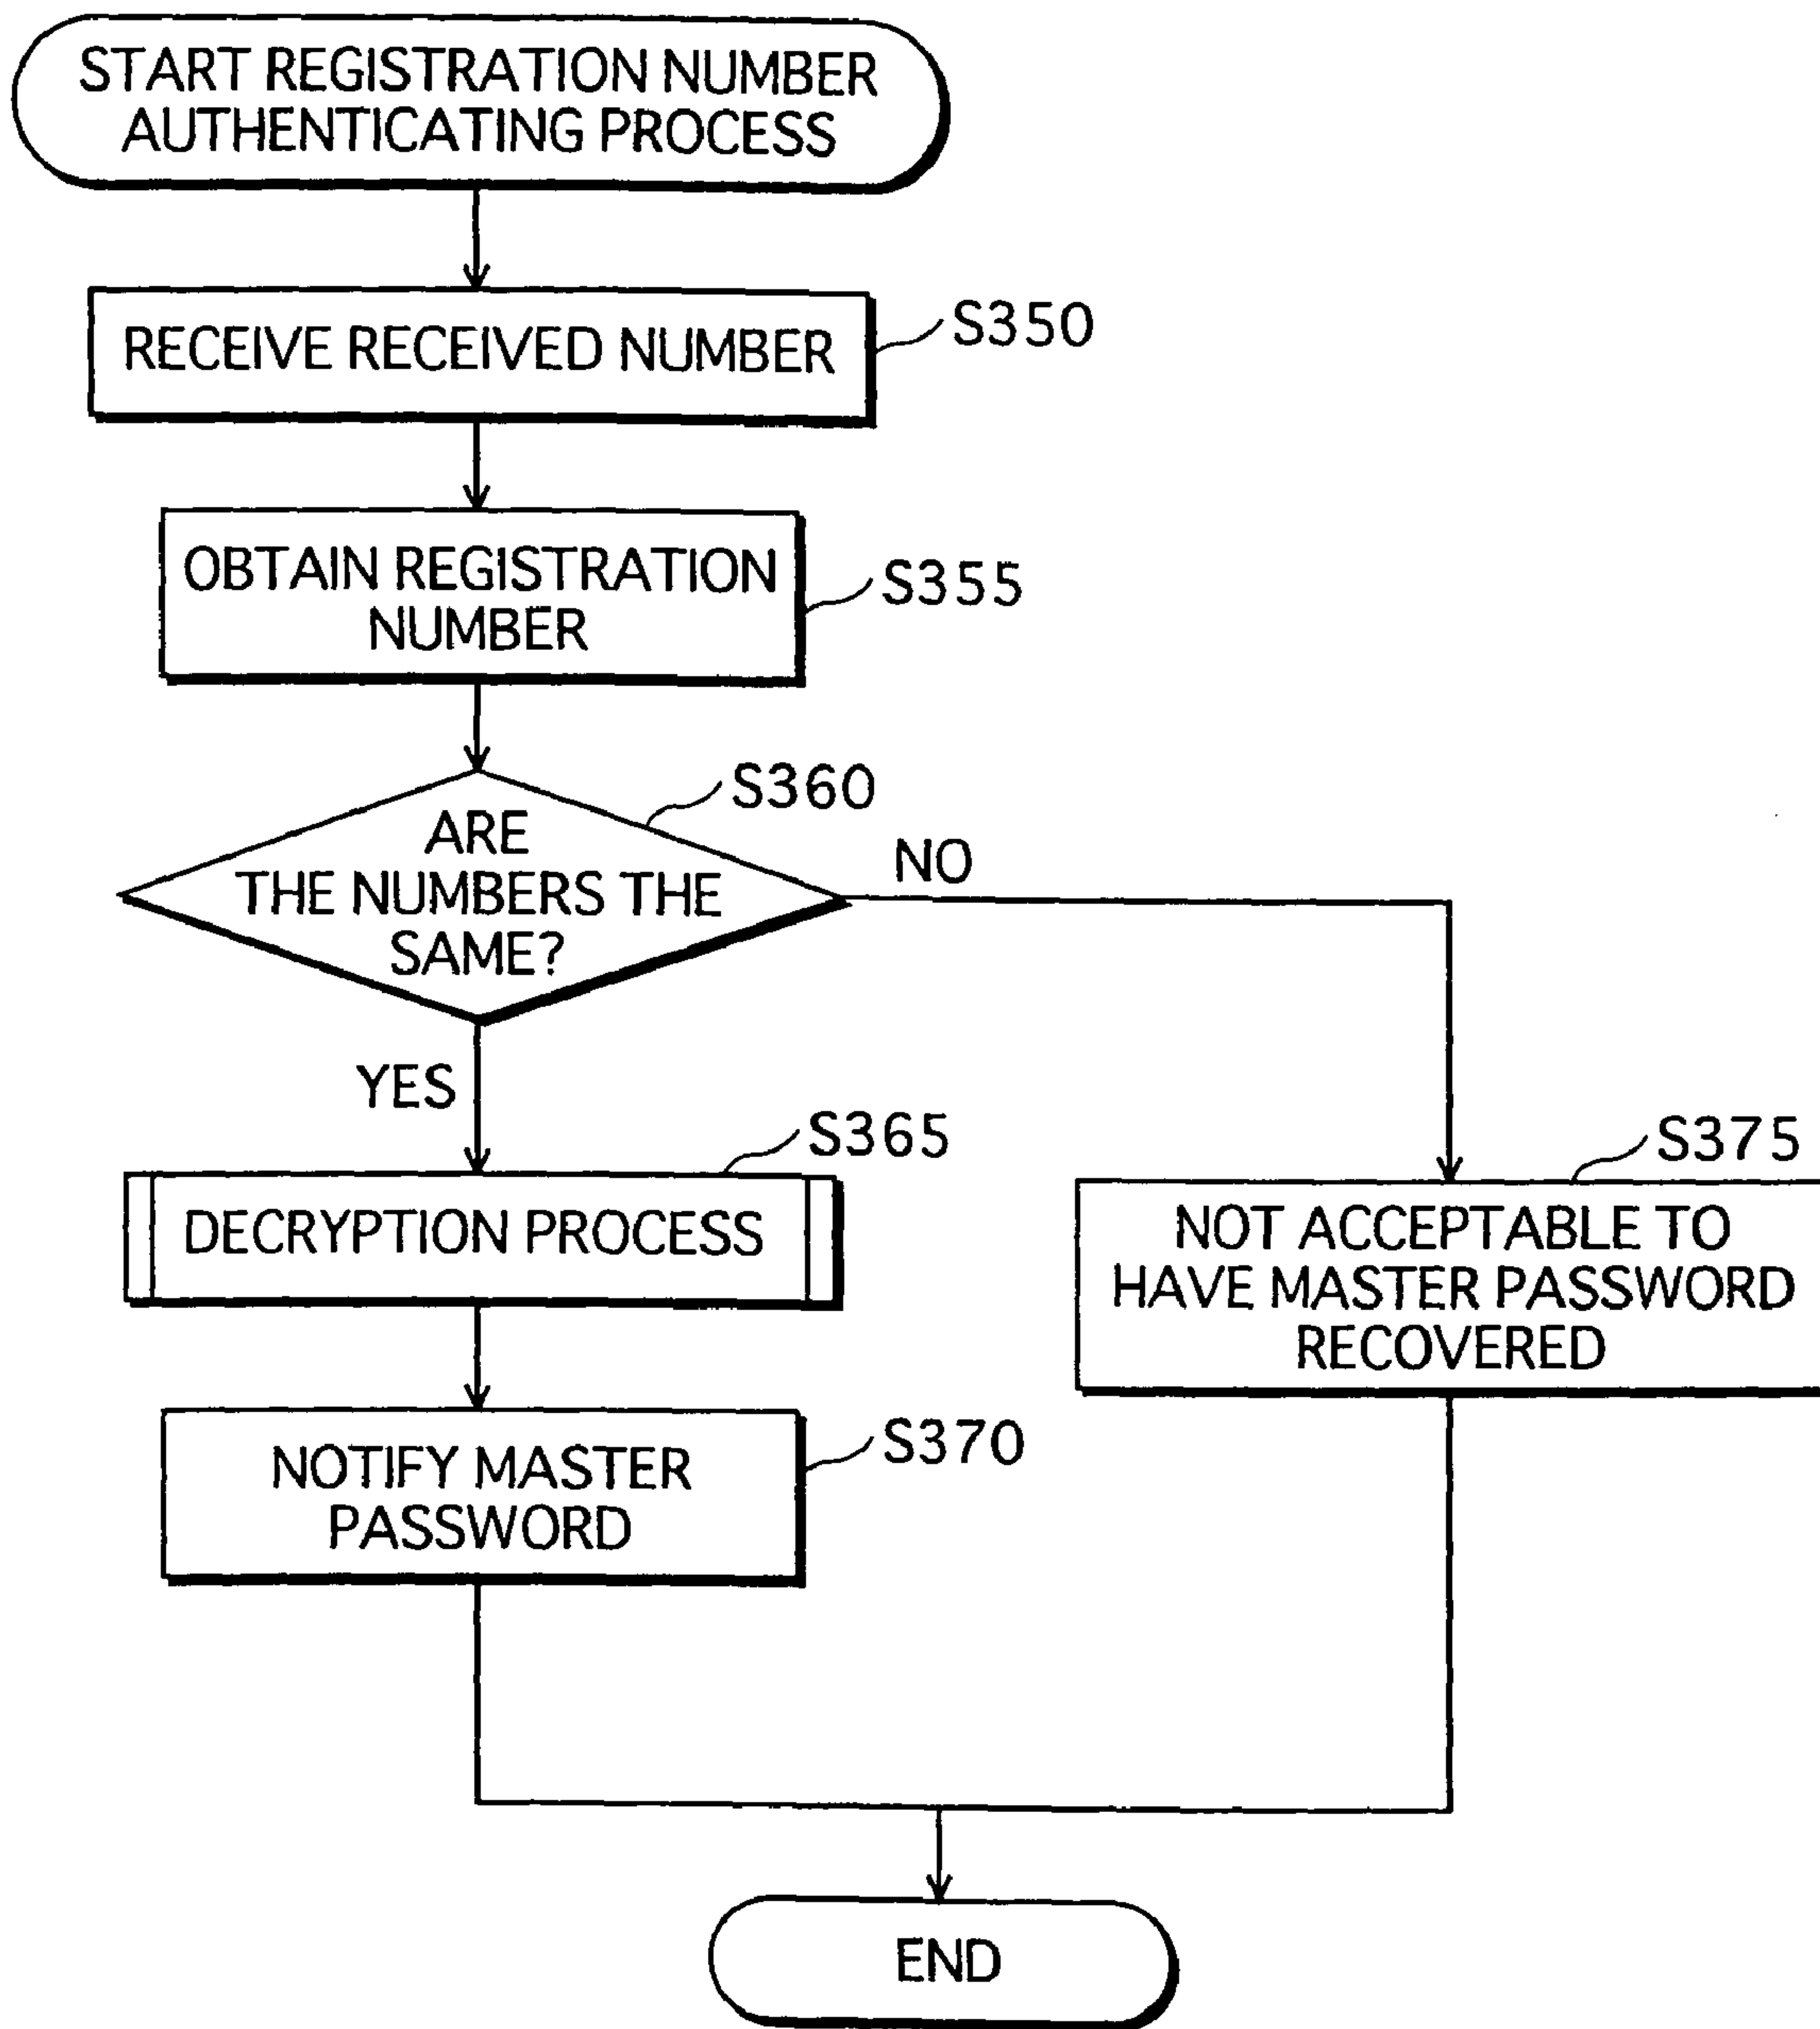 START REGISTRATION NUMBER
AUTHENTICATING PROCESS
RECEIVE RECEIVED NUMBER
S350
OBTAIN REGISTRATION
NUMBER
S355
S360
ARE
THE NUMBERS THE
SAME?
NO
YES
S365
DECRYPTION PROCESS
S375
NOT ACCEPTABLE TO
HAVE MASTER PASSWORD
RECOVERED
S370
NOTIFY MASTER
PASSWORD
END